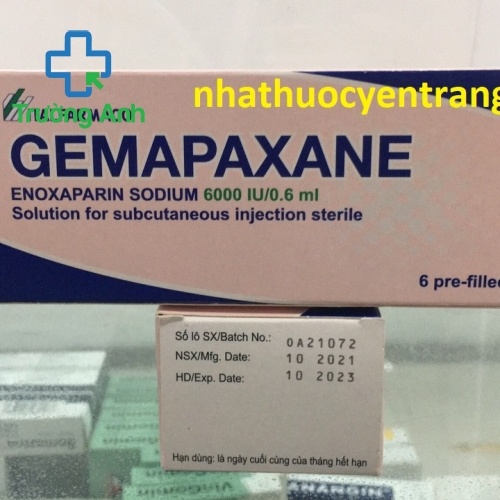 nhathuocyentrang
Trường Anh
GEMAPAXANE
ENOXAPARIN SODIUM 6000 IU/0.6 ml
Solution for subcutaneous injection sterile
6 pre-filled
Số lô SX/Batch No.: 0A21072
NSX/Mfg. Date: 10 2021
HD/Exp. Date: 10 2023
Hạn dùng: là ngày cuối cùng của tháng hết hạn